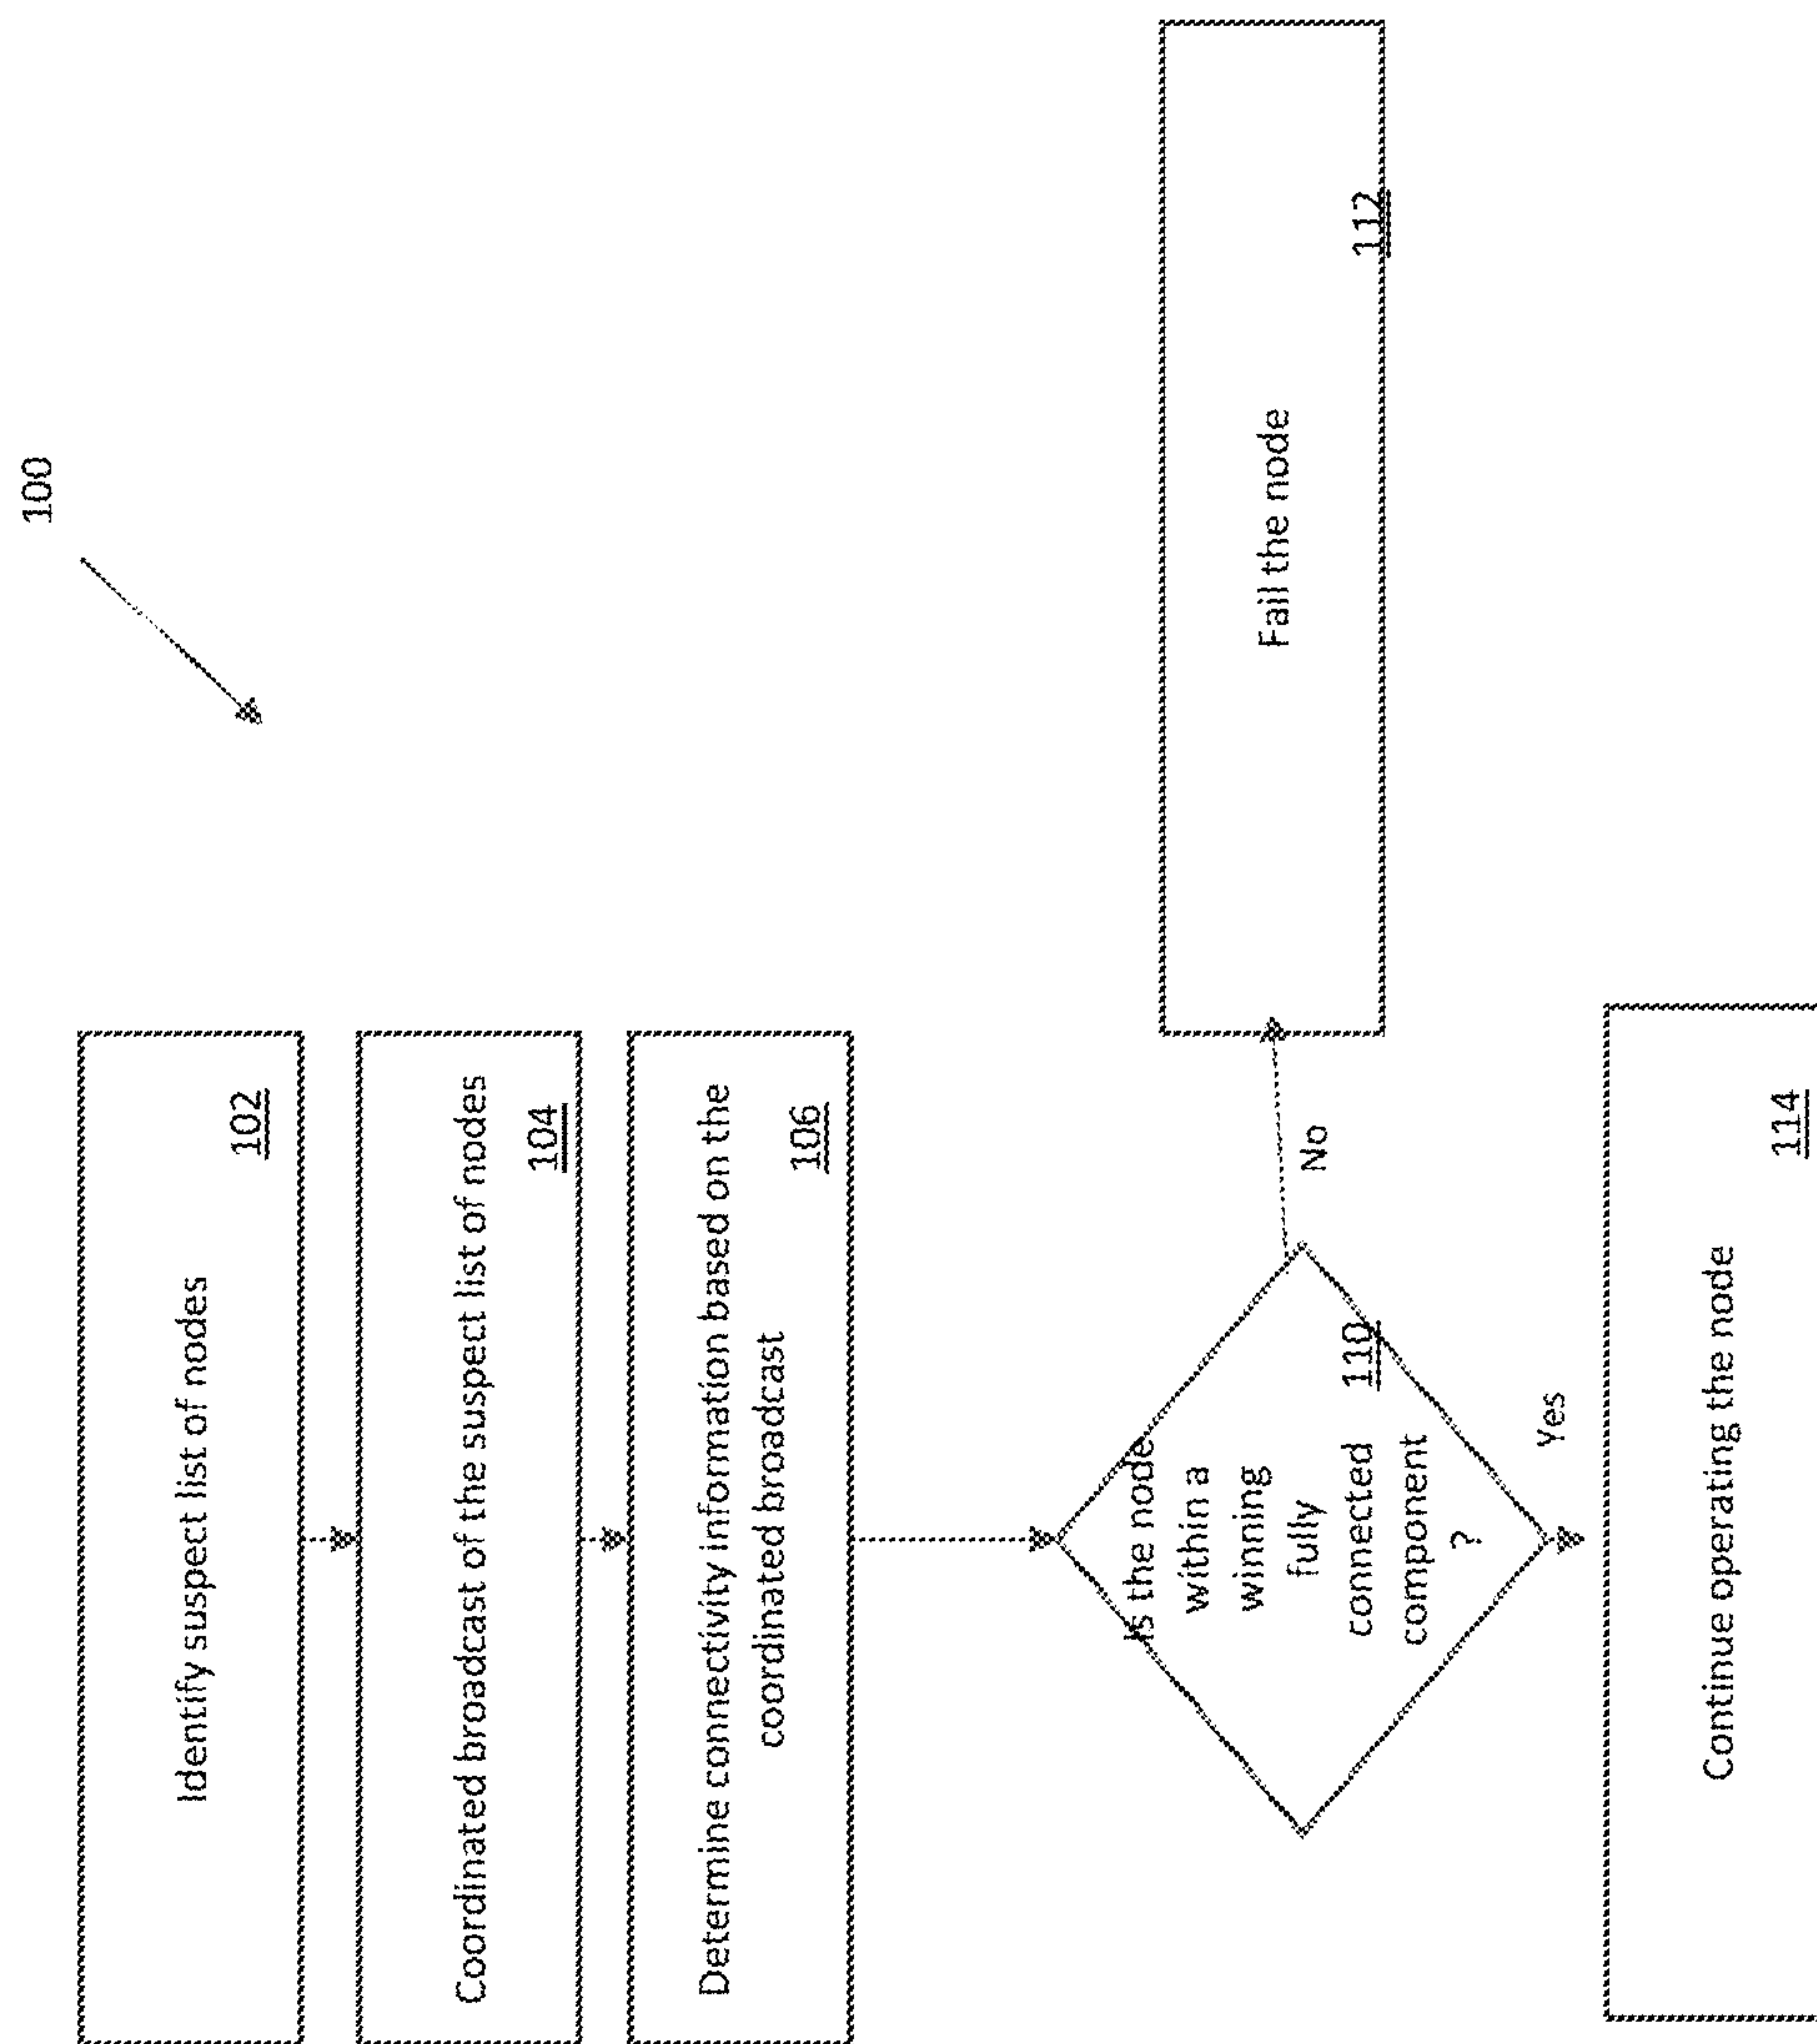 100
Identify suspect list of nodes
102
Coordinated broadcast of the suspect list of nodes
104
Determine connectivity information based on the
coordinated broadcast
106
Is the node
within a
winning
fully
connected
component
?
110
No
Fail the node
112
Yes
Continue operating the node
114